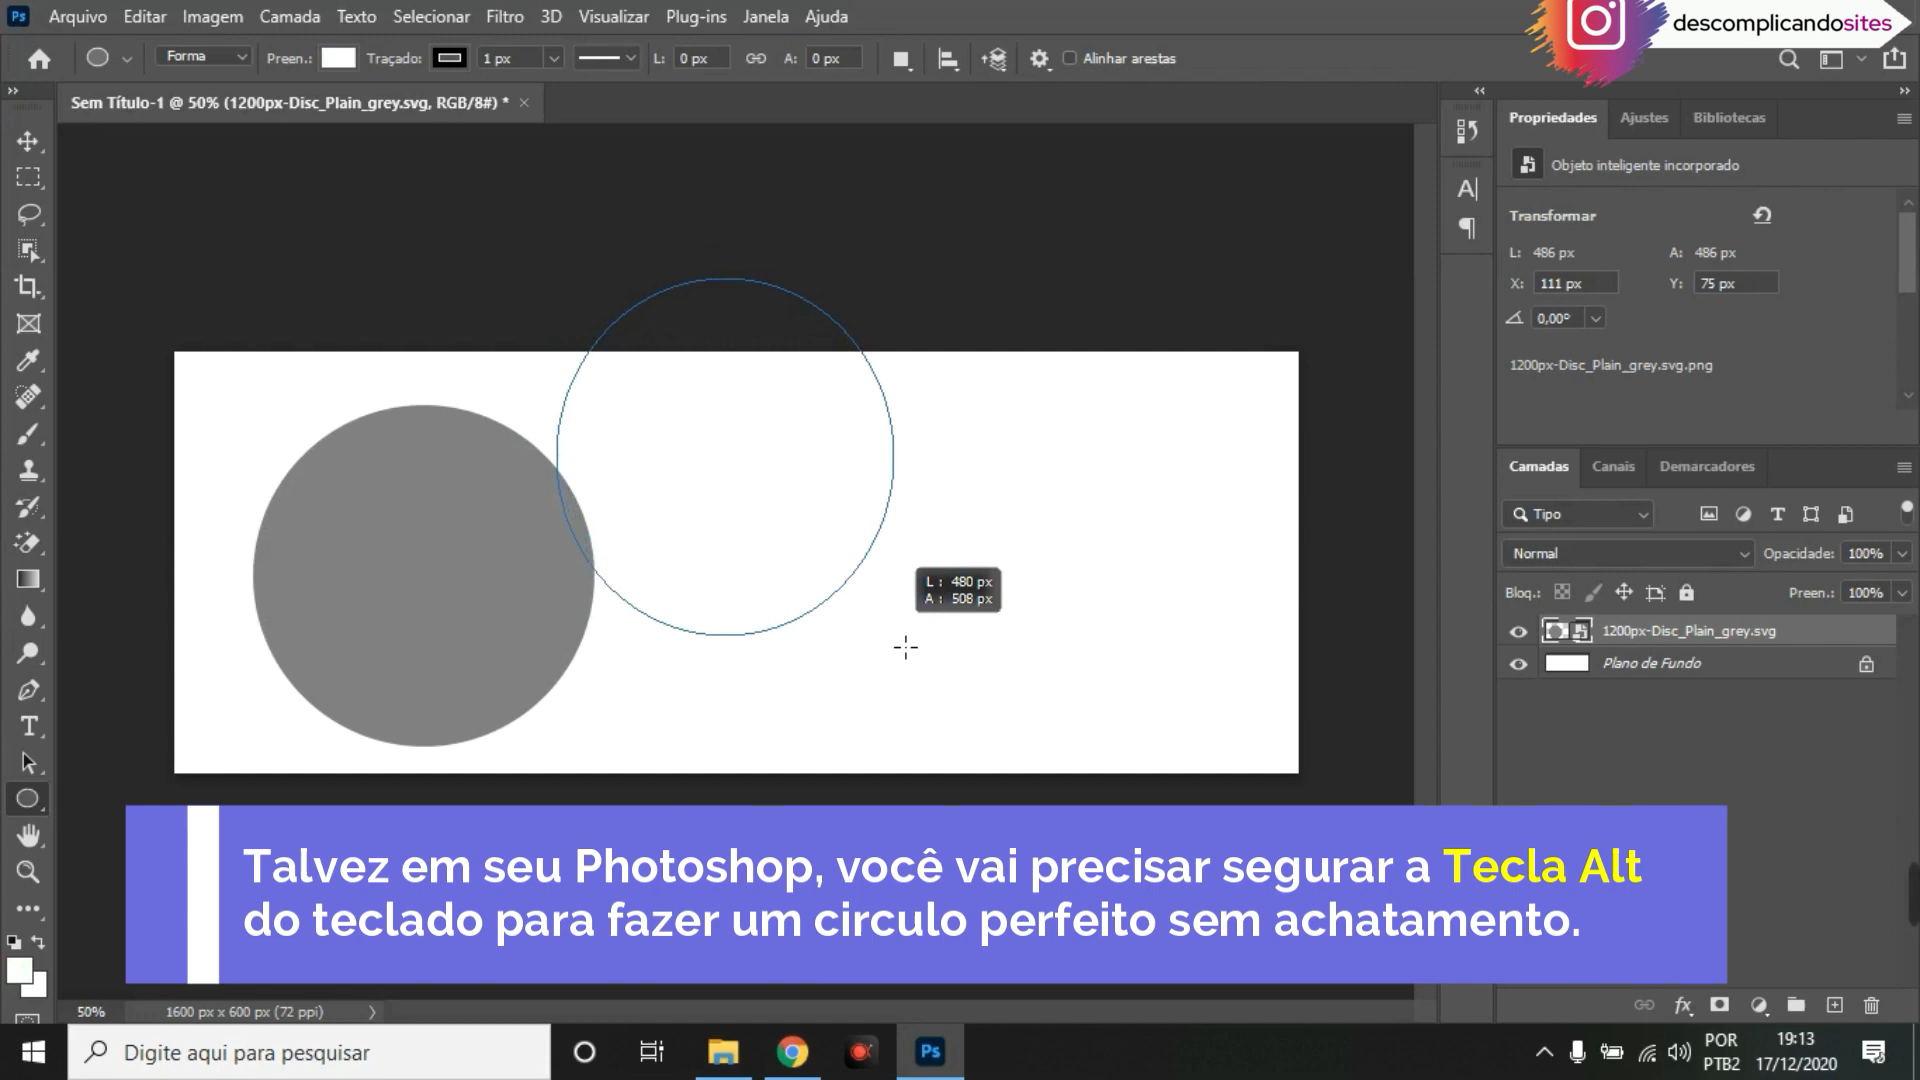 Ps Arquivo Editar Imagem Camada Texto Selecionar Filtro 3D Visualizar Plug-ins Janela Ajuda
descomplicandosites
Forma Preen.: Traçado: 1 px L: 0 px A: 0 px Alinhar arestas
Sem Título-1 @ 50% (1200px-Disc_Plain_grey.svg, RGB/8#) * ×
Propriedades Ajustes Bibliotecas
Objeto inteligente incorporado
Transformar
L: 486 px A: 486 px
X: 111 px Y: 75 px
0,00°
1200px-Disc_Plain_grey.svg.png
Camadas Canais Demarcadores
Tipo
Normal Opacidade: 100%
Bloq.: Preen.: 100%
1200px-Disc_Plain_grey.svg
Plano de Fundo
L : 480 px
A : 508 px
Talvez em seu Photoshop, você vai precisar segurar a Tecla Alt
do teclado para fazer um circulo perfeito sem achatamento.
50% 1600 px x 600 px (72 ppi)
fx
Digite aqui para pesquisar
Ps
POR
PTB2
19:13
17/12/2020